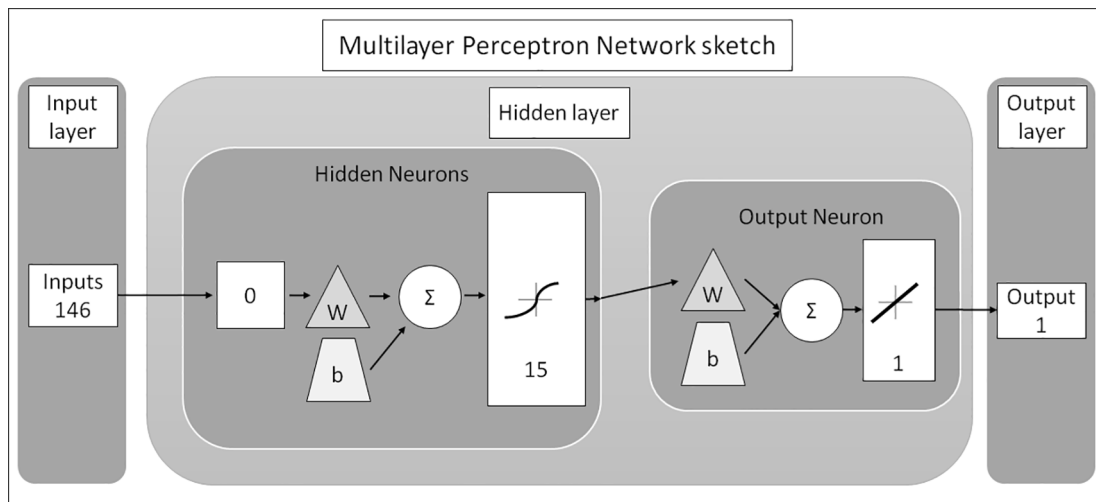 Multilayer Perceptron Network sketch
Input
layer
Hidden layer
Output
layer
Hidden Neurons
Output Neuron
Inputs
146
0
W
b
Σ
15
W
b
Σ
1
Output
1